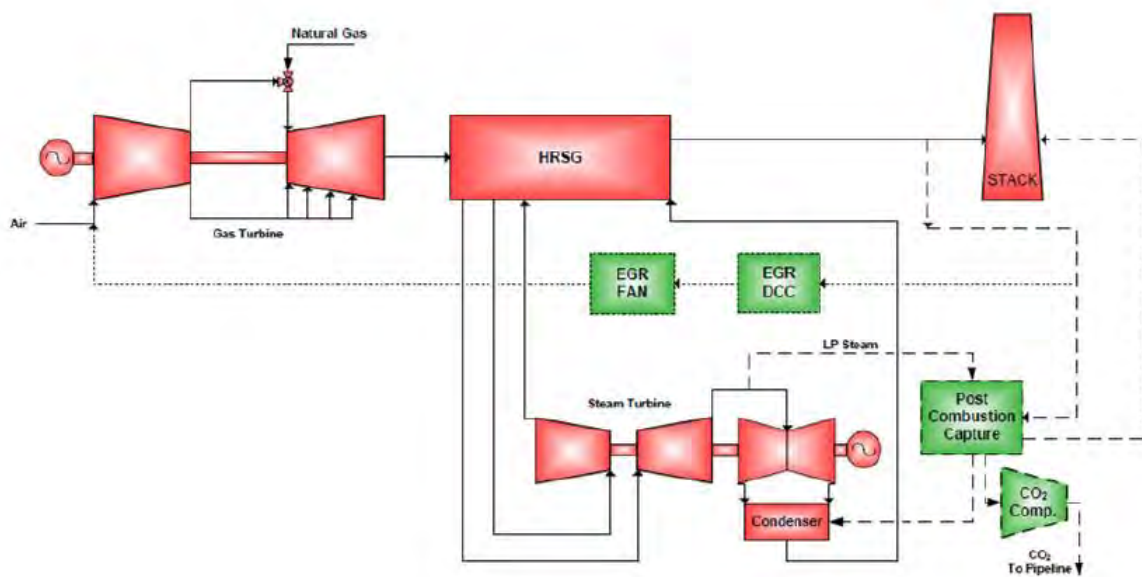 Natural Gas
HRSG
STACK
Air
Gas Turbine
EGR
FAN
EGR
DCC
LP Steam
Steam Turbine
Post
Combustion
Capture
CO₂
Comp.
Condenser
CO₂
To Pipeline